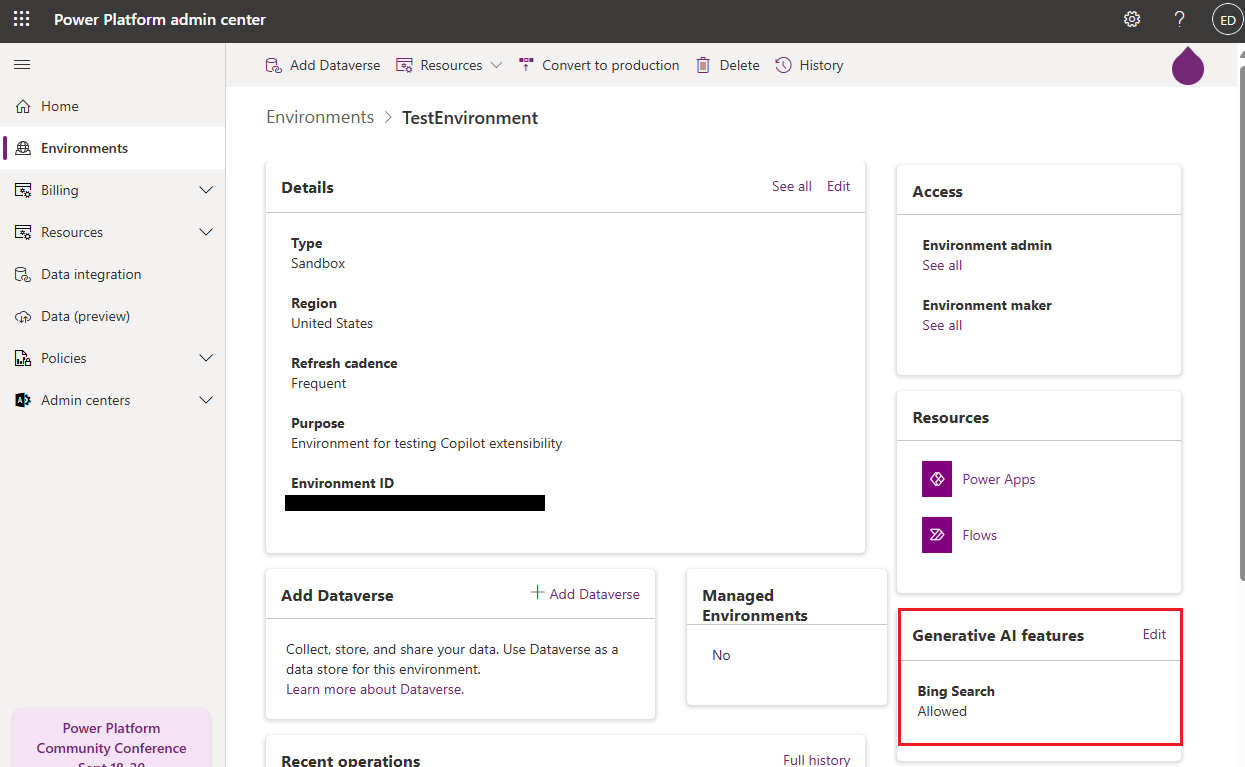 Power Platform admin center
ED
Add Dataverse
Resources
Convert to production
Delete
History
Home
Environments
Billing
Resources
Data integration
Data (preview)
Policies
Admin centers
Power Platform
Community Conference
Sept 18-20
Environments > TestEnvironment
Details
See all
Edit
Type
Sandbox
Region
United States
Refresh cadence
Frequent
Purpose
Environment for testing Copilot extensibility
Environment ID
Add Dataverse
Add Dataverse
Collect, store, and share your data. Use Dataverse as a
data store for this environment.
Learn more about Dataverse.
Managed
Environments
No
Recent operations
Full history
Access
Environment admin
See all
Environment maker
See all
Resources
Power Apps
Flows
Generative AI features
Edit
Bing Search
Allowed